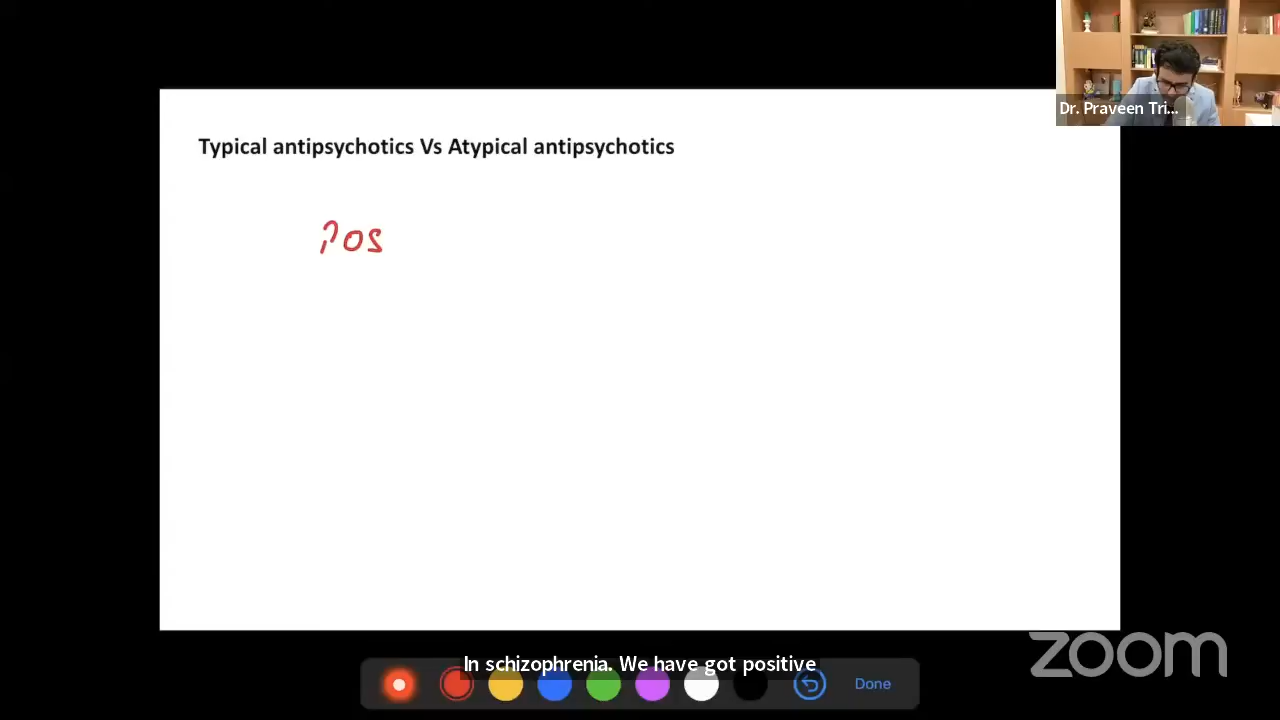 Dr. Praveen Tri...
Typical antipsychotics Vs Atypical antipsychotics
Pos
zoom
In schizophrenia. We have got positive
Done